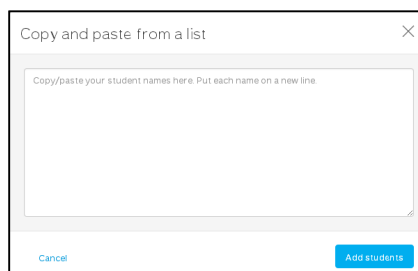 Copy and paste from a list
Copy/paste your student names here. Put each name on a new line.
Cancel
Add students